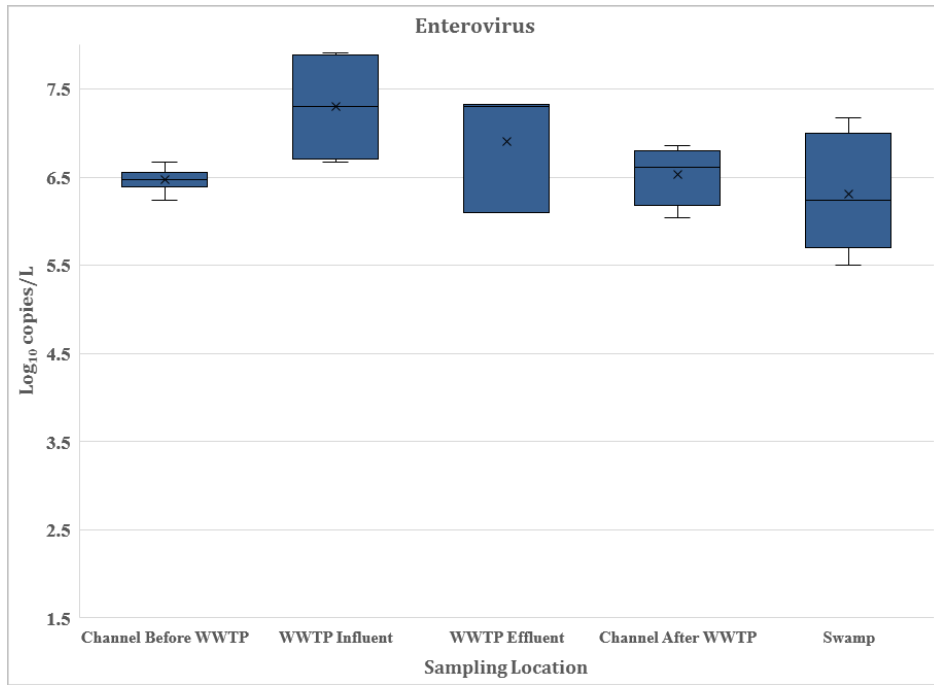 Enterovirus
Log₁₀ copies/L
7.5
6.5
5.5
4.5
3.5
2.5
1.5
Channel Before WWTP
WWTP Influent
WWTP Effluent
Channel After WWTP
Swamp
Sampling Location